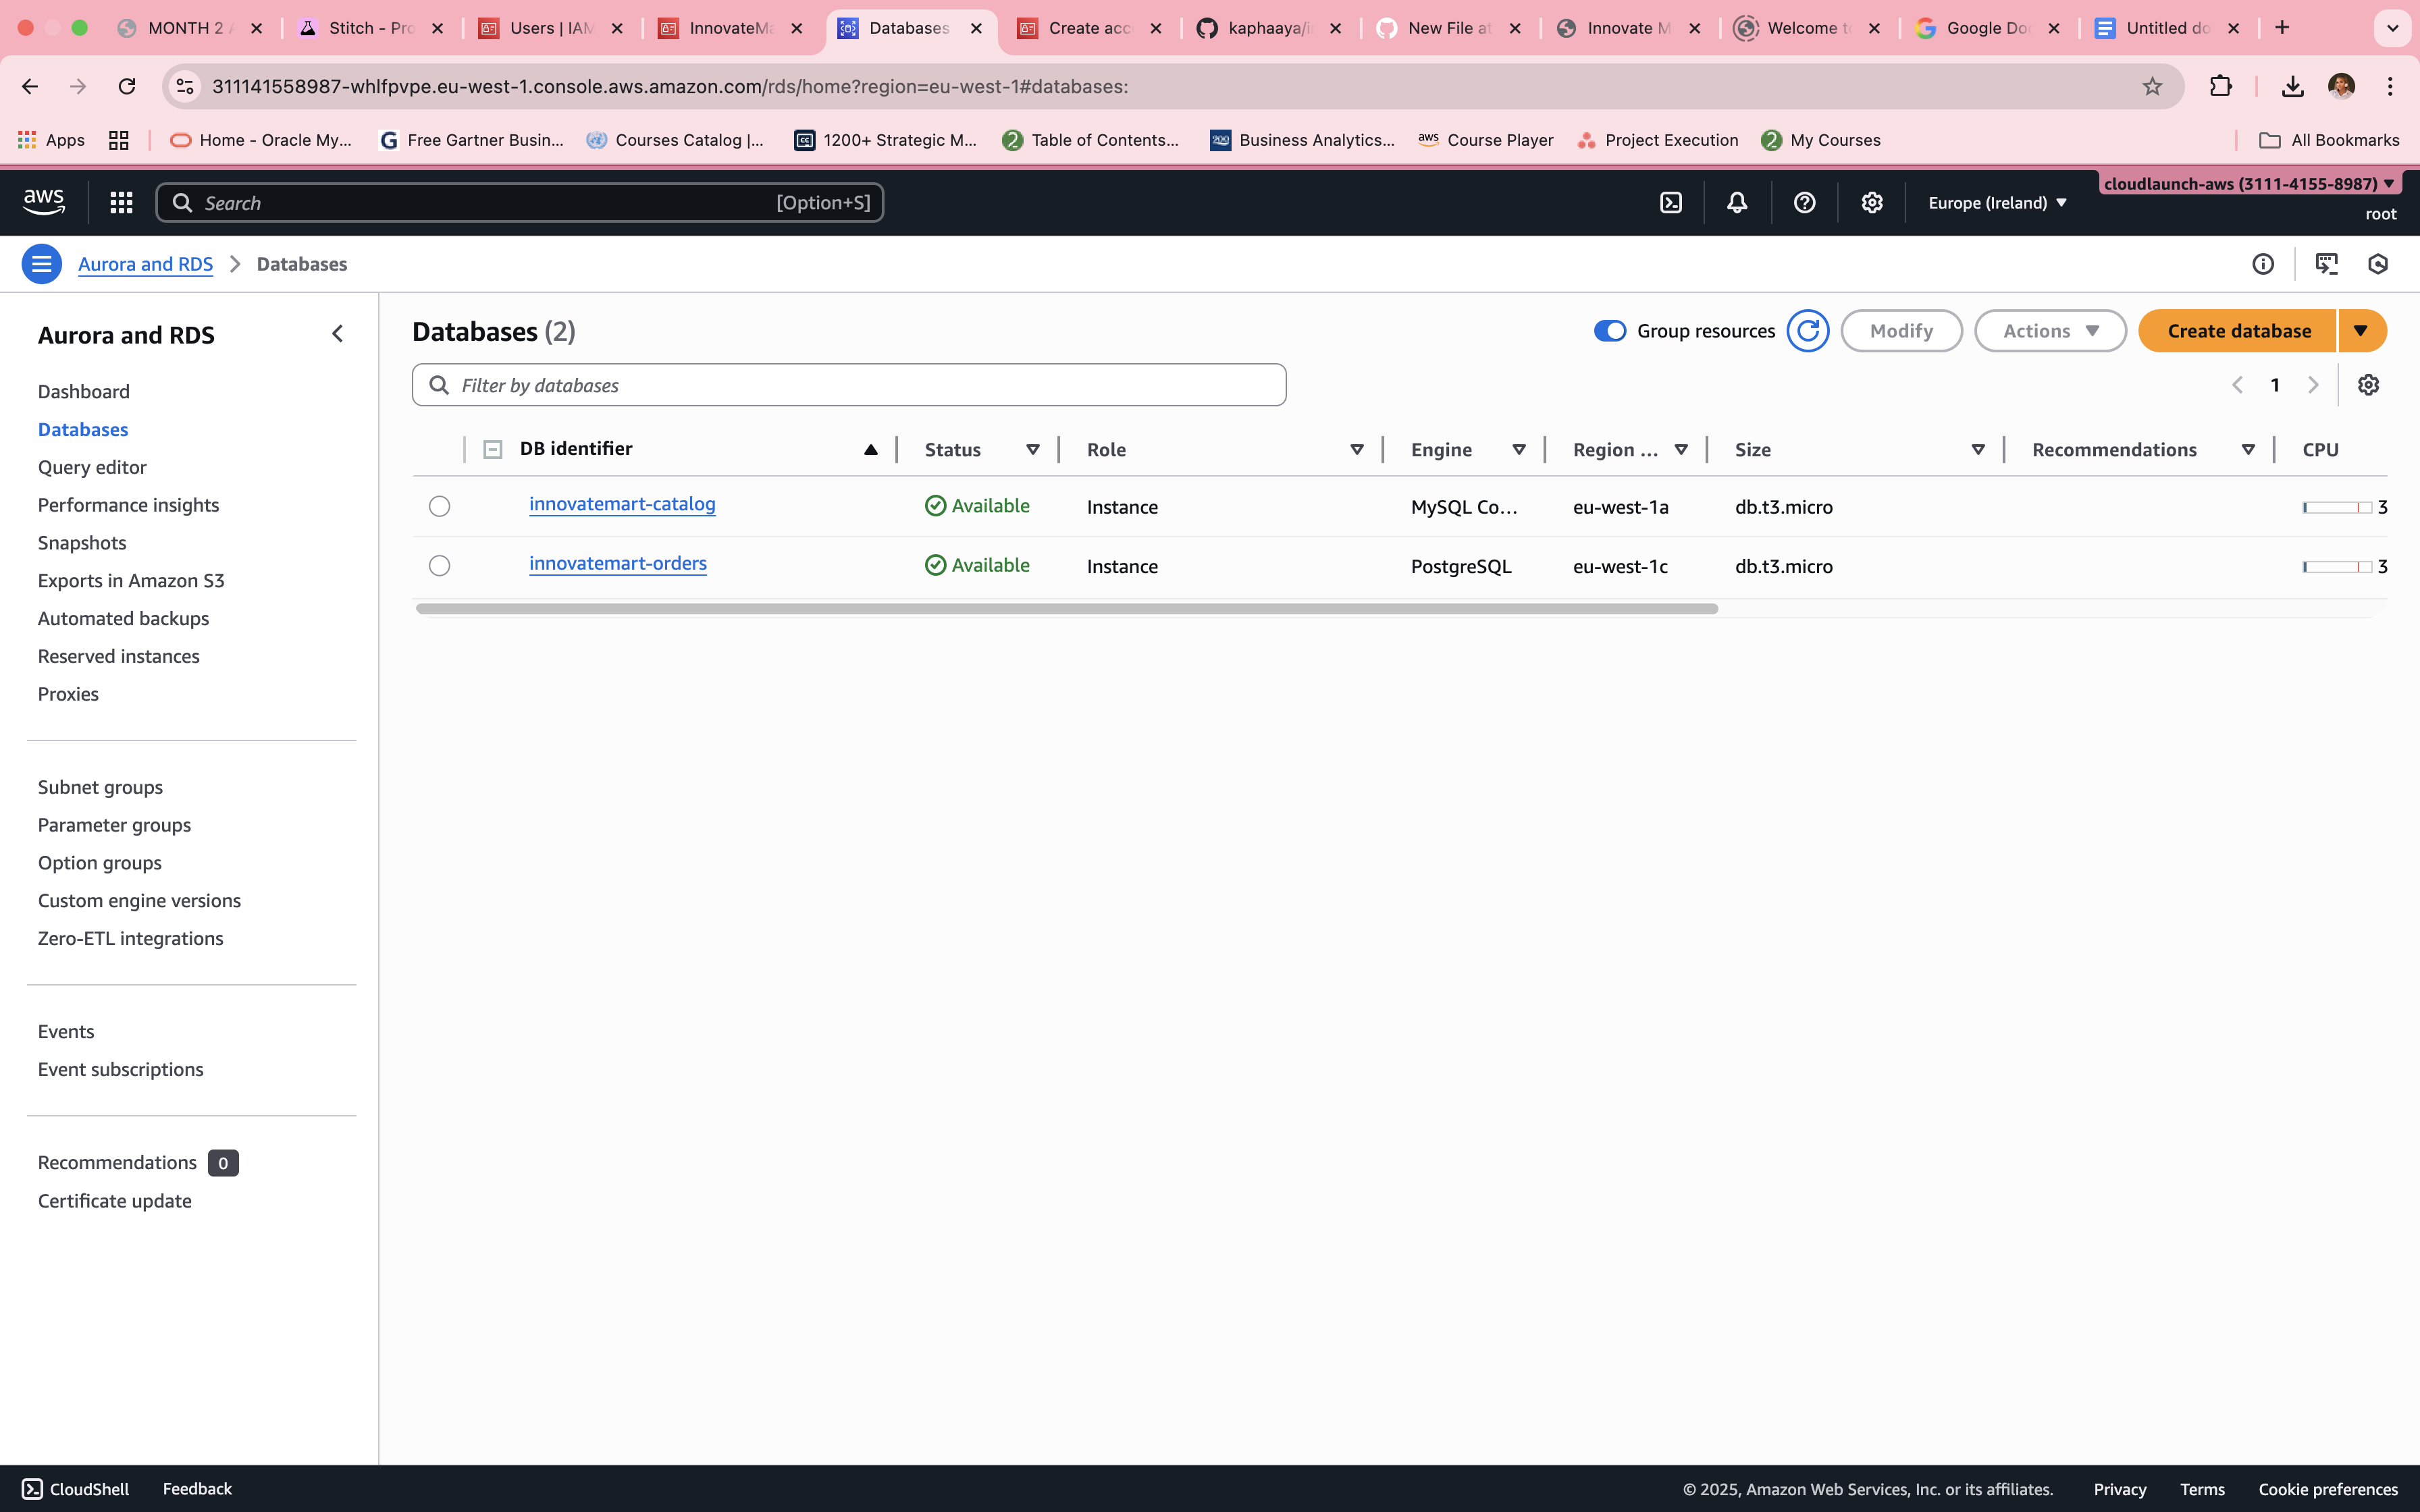 MONTH 2 A
Stitch - Pro
Users | IAM
InnovateMa
Databases
Create acc
kaphaaya/i
New File at
Innovate M
Welcome to
Google Do
Untitled do
311141558987-whlfpvpe.eu-west-1.console.aws.amazon.com/rds/home?region=eu-west-1#databases:
Apps
Home - Oracle My...
Free Gartner Busin...
Courses Catalog |...
1200+ Strategic M...
Table of Contents...
Business Analytics...
aws Course Player
Project Execution
My Courses
All Bookmarks
aws
Search
[Option+S]
Europe (Ireland)
cloudlaunch-aws (3111-4155-8987)
root
Aurora and RDS
Databases
Aurora and RDS
Dashboard
Databases
Query editor
Performance insights
Snapshots
Exports in Amazon S3
Automated backups
Reserved instances
Proxies
Subnet groups
Parameter groups
Option groups
Custom engine versions
Zero-ETL integrations
Events
Event subscriptions
Recommendations 0
Certificate update
Databases (2)
Group resources
Modify
Actions
Create database
Filter by databases
1
DB identifier Status Role Engine Region ... Size Recommendations CPU
innovatemart-catalog Available Instance MySQL Co... eu-west-1a db.t3.micro 3
innovatemart-orders Available Instance PostgreSQL eu-west-1c db.t3.micro 3
CloudShell
Feedback
© 2025, Amazon Web Services, Inc. or its affiliates.
Privacy
Terms
Cookie preferences